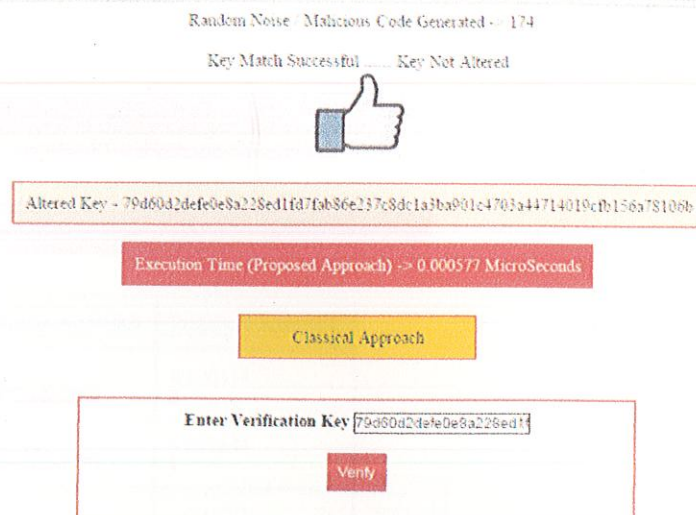 Random Noise / Malicious Code Generated -> 174
Key Match Successful ...... Key Not Altered
Altered Key - 79d60d2defe0e8a228ed1fd7fab86e237c8dc1a3ba901c4703a44714019cfb156a78106b
Execution Time (Proposed Approach) -> 0.000577 MicroSeconds
Classical Approach
Enter Verification Key 79d60d2defe0e8a228ed1f
Verify